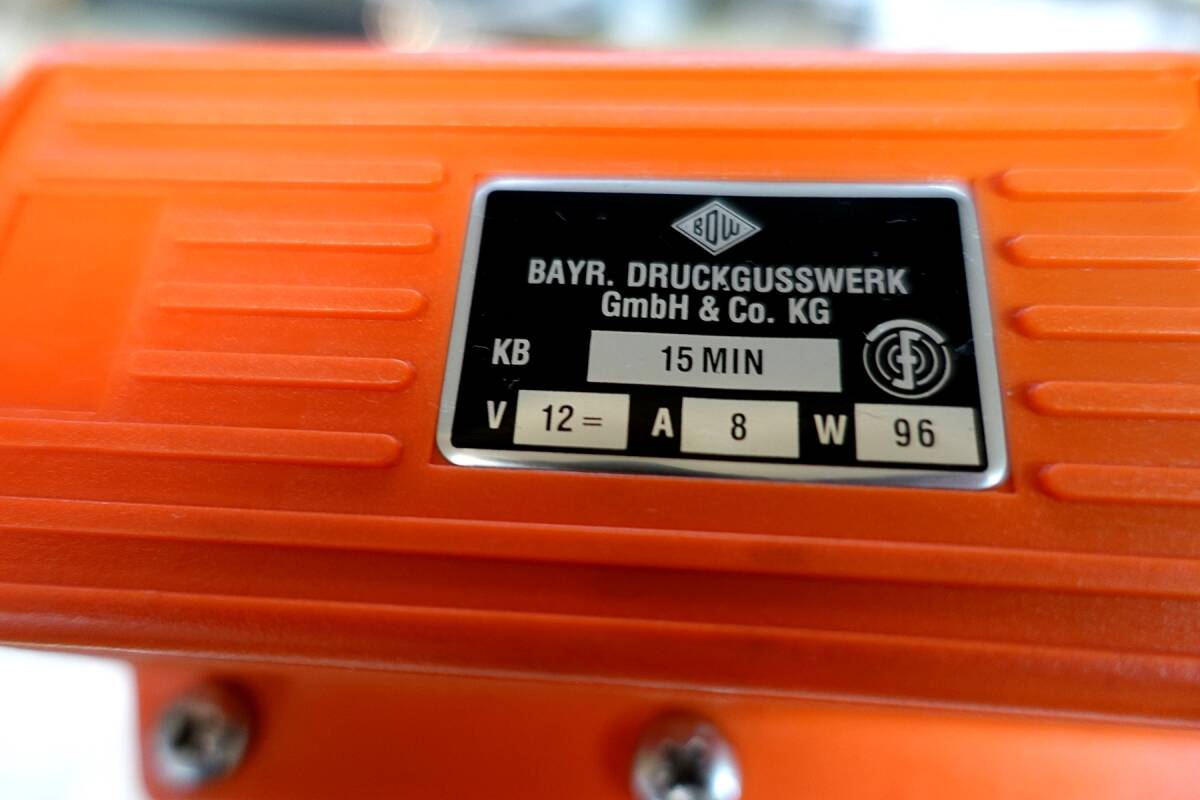 BDW
BAYR. DRUCKGUSSWERK
GmbH & Co. KG
KB 15 MIN
V 12 = A 8 W 96